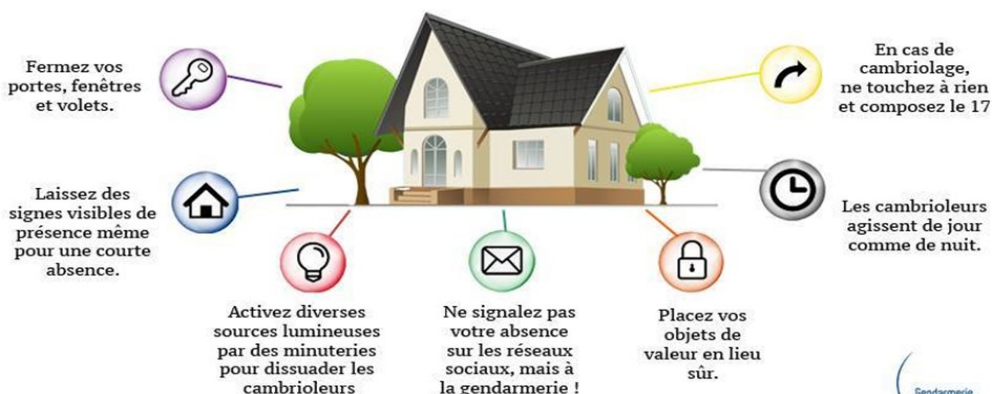 Fermez vos
portes, fenêtres
et volets.
Laissez des
signes visibles de
présence même
pour une courte
absence.
Activez diverses
sources lumineuses
par des minuteries
pour dissuader les
cambrioleurs
Ne signalez pas
votre absence
sur les réseaux
sociaux, mais à
la gendarmerie !
Placez vos
objets de
valeur en lieu
sûr.
En cas de
cambriolage,
ne touchez à rien
et composez le 17
Les cambrioleurs
agissent de jour
comme de nuit.
Gendarmerie